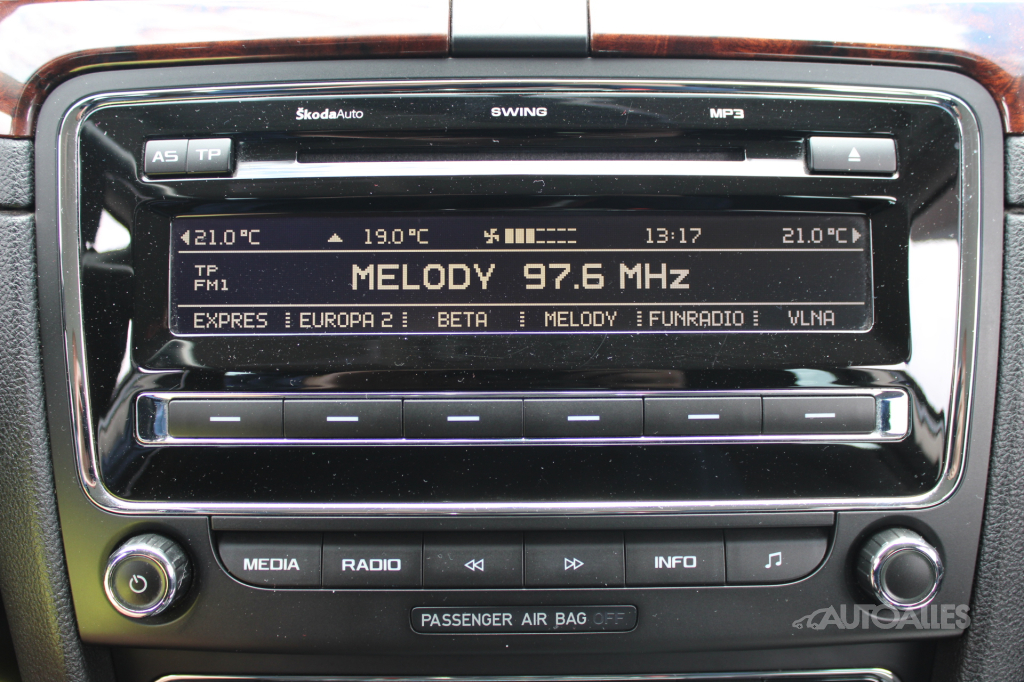 ŠkodaAuto SWING MP3
AS TP
21.0°C 19.0°C 13:17 21.0°C
TP
FM1
MELODY 97.6 MHz
EXPRES EUROPA 2 BETA MELODY FUNRADIO VLNA
MEDIA RADIO INFO
PASSENGER AIR BAG OFF
AUTOALLES